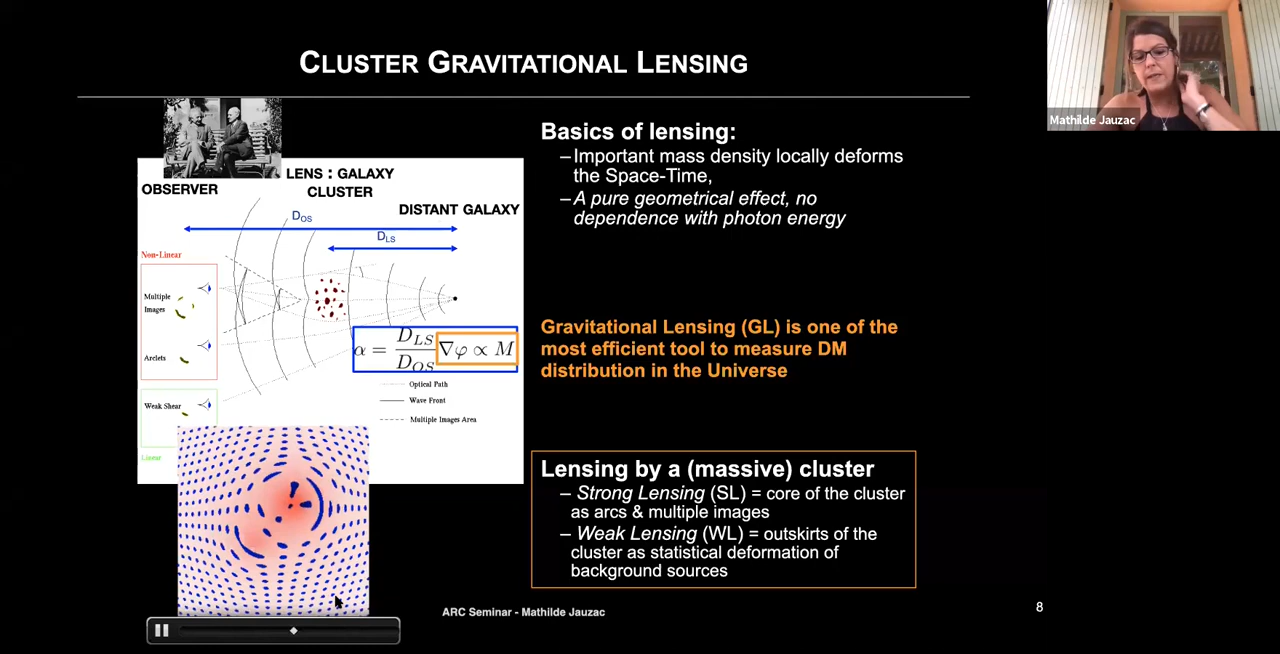 CLUSTER GRAVITATIONAL LENSING
Mathilde Jauzac
OBSERVER
LENS : GALAXY
CLUSTER
DISTANT GALAXY
D_OS
D_LS
Non-Linear
Multiple
Images
Arclets
Weak Shear
Linear
α = D_LS / D_OS ∇φ ∝ M
Optical Path
Wave Front
Multiple Images Area
Basics of lensing:
–Important mass density locally deforms
the Space-Time,
–A pure geometrical effect, no
dependence with photon energy
Gravitational Lensing (GL) is one of the
most efficient tool to measure DM
distribution in the Universe
Lensing by a (massive) cluster
– Strong Lensing (SL) = core of the cluster
as arcs & multiple images
– Weak Lensing (WL) = outskirts of the
cluster as statistical deformation of
background sources
ARC Seminar - Mathilde Jauzac
8